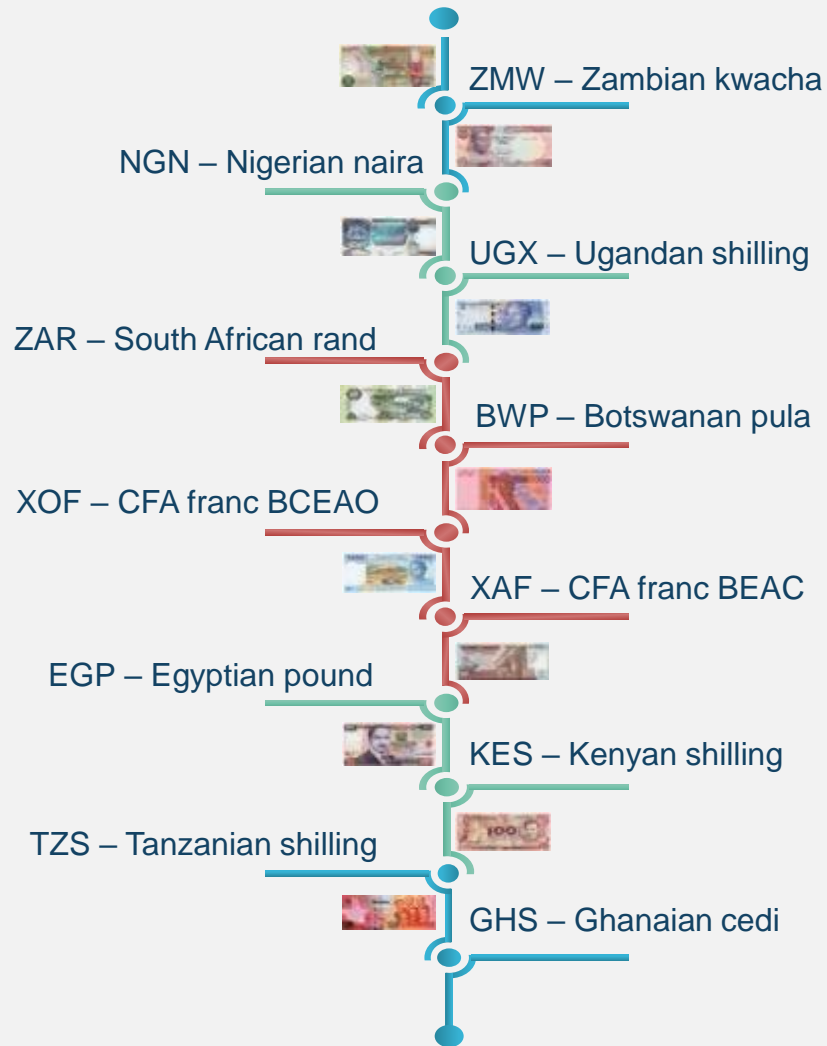 ZMW – Zambian kwacha
NGN – Nigerian naira
UGX – Ugandan shilling
ZAR – South African rand
BWP – Botswanan pula
XOF – CFA franc BCEAO
XAF – CFA franc BEAC
EGP – Egyptian pound
KES – Kenyan shilling
100
TZS – Tanzanian shilling
GHS – Ghanaian cedi